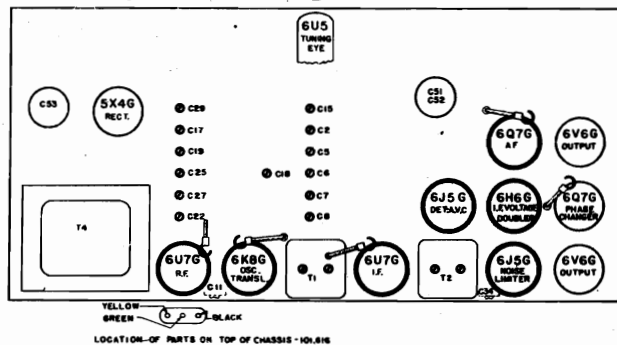 6U5
TUNING
EYE
C53
5X4G
RECT.
C29
C17
C19
C25
C27
C22
C18
C15
C2
C5
C6
C7
C8
C51
C52
6Q7G
A.F.
6V6G
OUTPUT
6J5G
DET-A.V.C
6H6G
I.F. VOLTAGE
DOUBLER
6Q7G
PHASE
CHANGER
T4
6U7G
R.F.
6K8G
OSC.
TRANSL.
T1
6U7G
I.F.
T2
6J5G
NOISE
LIMITER
6V6G
OUTPUT
C11
C34
YELLOW
GREEN
BLACK
LOCATION OF PARTS ON TOP OF CHASSIS - 101.616